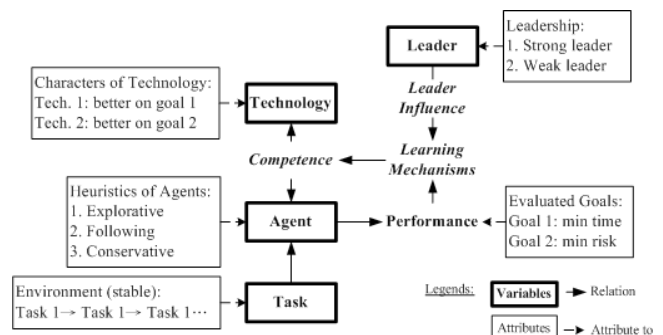 Leader
Leadership:
1. Strong leader
2. Weak leader
Characters of Technology:
Tech. 1: better on goal 1
Tech. 2: better on goal 2
Technology
Leader
Influence
Competence
Learning
Mechanisms
Heuristics of Agents:
1. Explorative
2. Following
3. Conservative
Agent
Performance
Evaluated Goals:
Goal 1: min time
Goal 2: min risk
Environment (stable):
Task 1→ Task 1→ Task 1⋯
Task
Legends:
Variables
Relation
Attributes
Attribute to